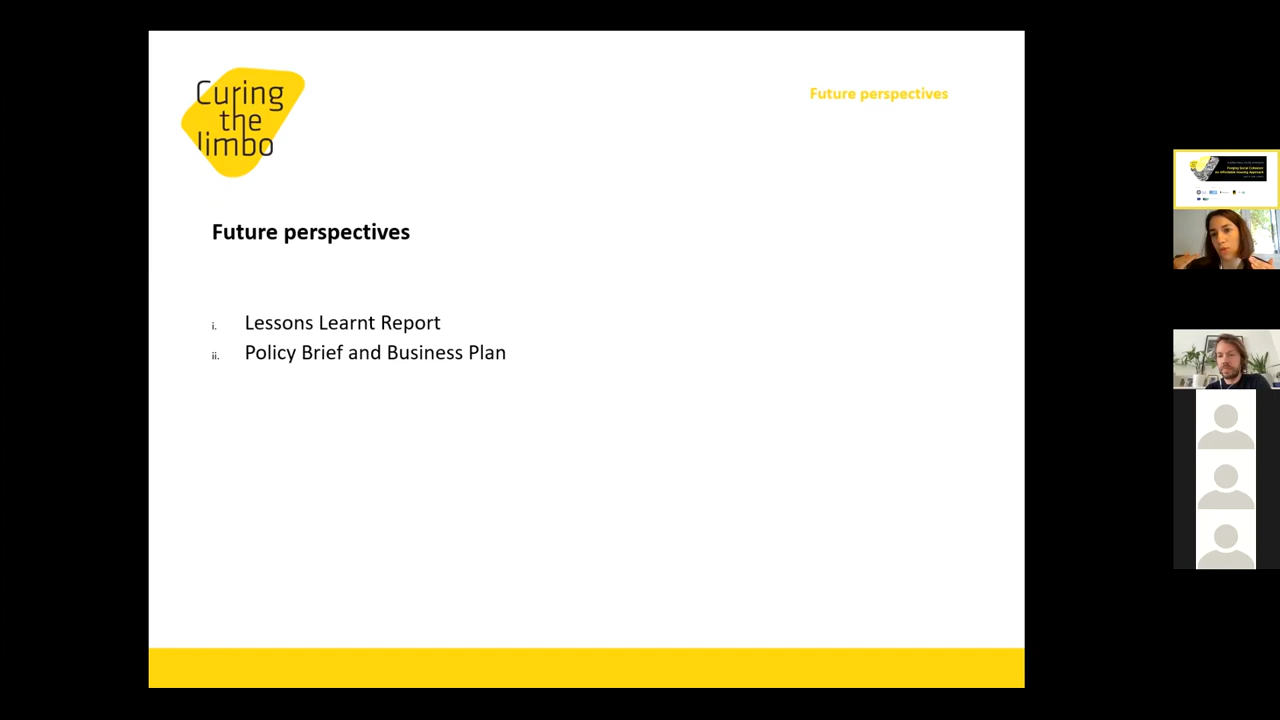 Curing
the
limbo
Future perspectives
Future perspectives
i. Lessons Learnt Report
ii. Policy Brief and Business Plan